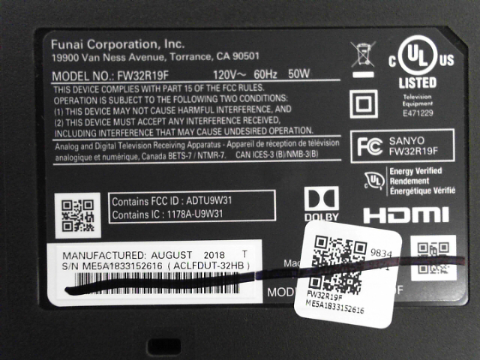 Funai Corporation, Inc.
19900 Van Ness Avenue, Torrance, CA 90501
MODEL NO.: FW32R19F 120V~ 60Hz 50W
THIS DEVICE COMPLIES WITH PART 15 OF THE FCC RULES.
OPERATION IS SUBJECT TO THE FOLLOWING TWO CONDITIONS:
(1) THIS DEVICE MAY NOT CAUSE HARMFUL INTERFERENCE, AND
(2) THIS DEVICE MUST ACCEPT ANY INTERFERENCE RECEIVED,
INCLUDING INTERFERENCE THAT MAY CAUSE UNDESIRED OPERATION.
Analog and Digital Television Receiving Apparatus - Appareil de réception de télévision
analogique et numérique, Canada BETS-7 / NTMR-7. CAN ICES-3 (B)/NMB-3(B)
C UL US
LISTED
Television
Equipment
E471229
FC SANYO
FW32R19F
UL Energy Verified
Rendement
Énergétique Vérifié
Contains FCC ID : ADTU9W31
Contains IC : 1178A-U9W31
DOLBY
HDMI
MANUFACTURED: AUGUST 2018 T
S/N ME5A1833152616 ( ACLFDUT-32HB )
MADE
MODE
9834
FW32R19F
ME5A1833152616